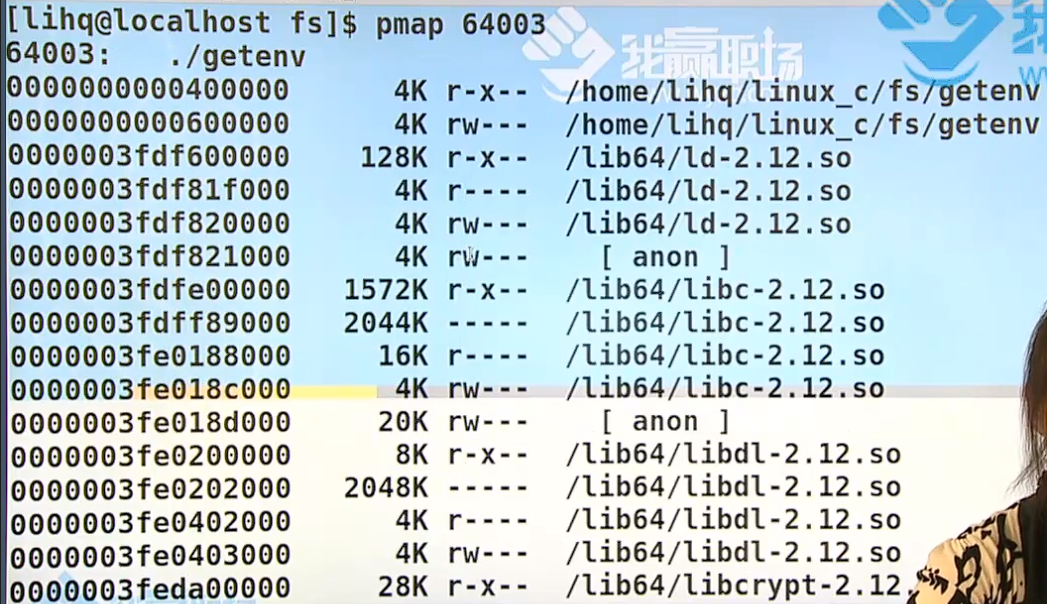 [lihq@localhost fs]$ pmap 64003
64003:   ./getenv
0000000000400000      4K r-x--  /home/lihq/linux_c/fs/getenv
0000000000600000      4K rw---  /home/lihq/linux_c/fs/getenv
0000003fdf600000    128K r-x--  /lib64/ld-2.12.so
0000003fdf81f000      4K r----  /lib64/ld-2.12.so
0000003fdf820000      4K rw---  /lib64/ld-2.12.so
0000003fdf821000      4K rw---    [ anon ]
0000003fdfe00000   1572K r-x--  /lib64/libc-2.12.so
0000003fdff89000   2044K -----  /lib64/libc-2.12.so
0000003fe0188000     16K r----  /lib64/libc-2.12.so
0000003fe018c000      4K rw---  /lib64/libc-2.12.so
0000003fe018d000     20K rw---    [ anon ]
0000003fe0200000      8K r-x--  /lib64/libdl-2.12.so
0000003fe0202000   2048K -----  /lib64/libdl-2.12.so
0000003fe0402000      4K r----  /lib64/libdl-2.12.so
0000003fe0403000      4K rw---  /lib64/libdl-2.12.so
0000003feda00000     28K r-x--  /lib64/libcrypt-2.12
我赢职场